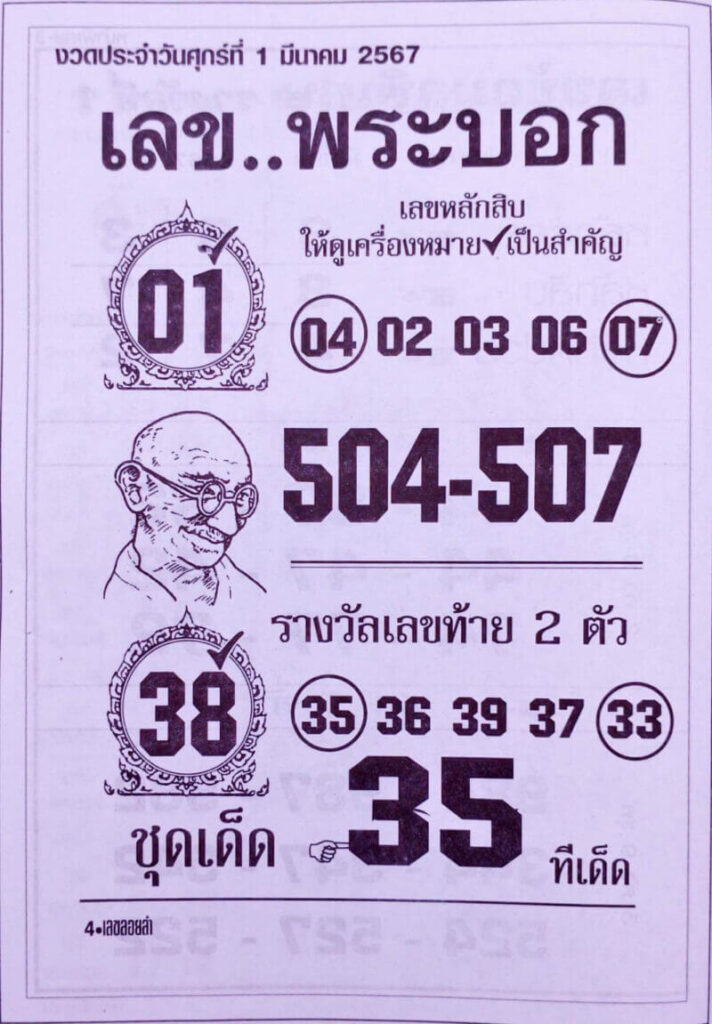 งวดประจำวันศุกร์ที่ 1 มีนาคม 2567
เลข..พระบอก
เลขหลักสิบ
ให้ดูเครื่องหมาย✓เป็นสำคัญ
01
04 02 03 06 07
504-507
รางวัลเลขท้าย 2 ตัว
38
35 36 39 37 33
ชุดเด็ด 35 ทีเด็ด
4•เลขลอยลำ